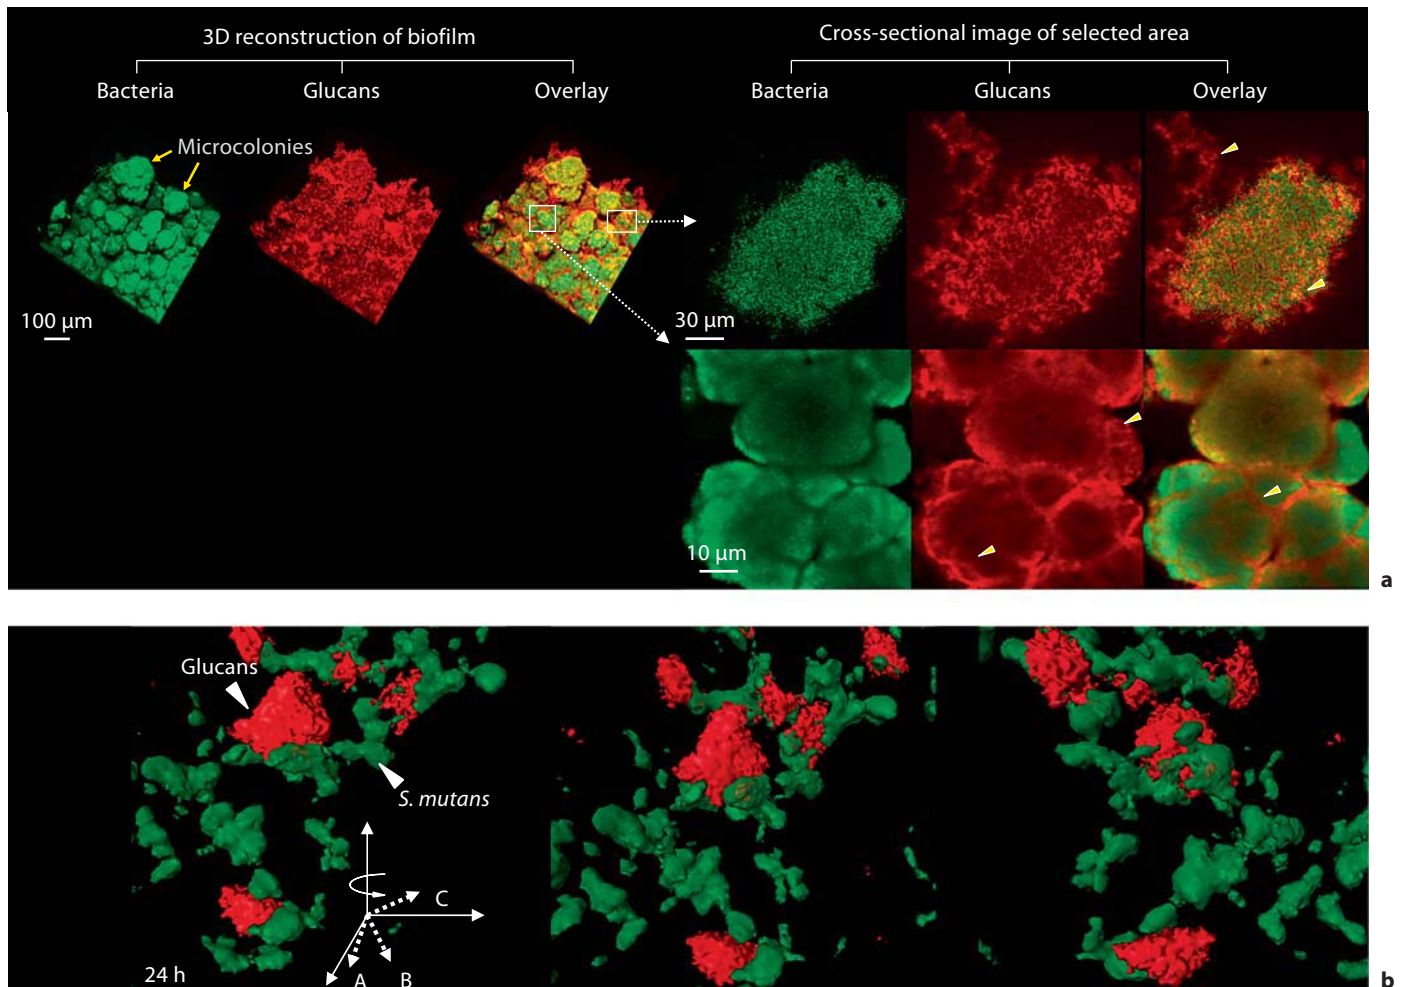 3D reconstruction of biofilm
Cross-sectional image of selected area
Bacteria
Glucans
Overlay
Bacteria
Glucans
Overlay
Microcolonies
100 µm
30 µm
10 µm
a
Glucans
S. mutans
C
A
B
24 h
b